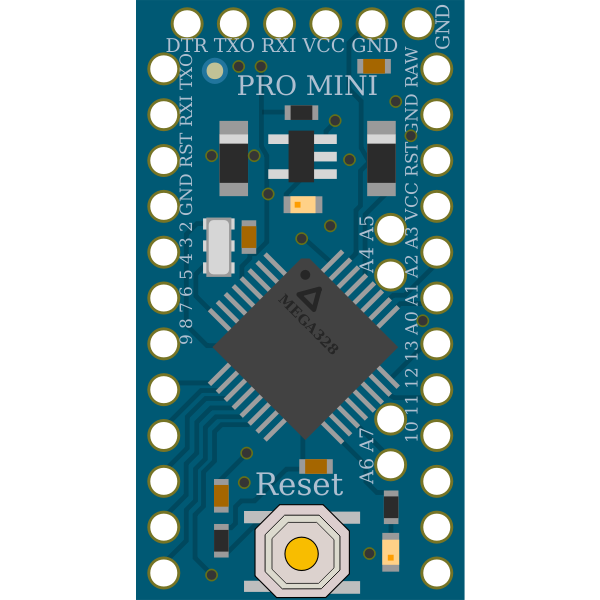 DTR TXO RXI VCC GND
GND
PRO MINI
9 8 7 6 5 4 3 2 GND RST RXI TXO
10 11 12 13 A0 A1 A2 A3 VCC RST GND RAW
A4 A5
MEGA328
A6 A7
Reset